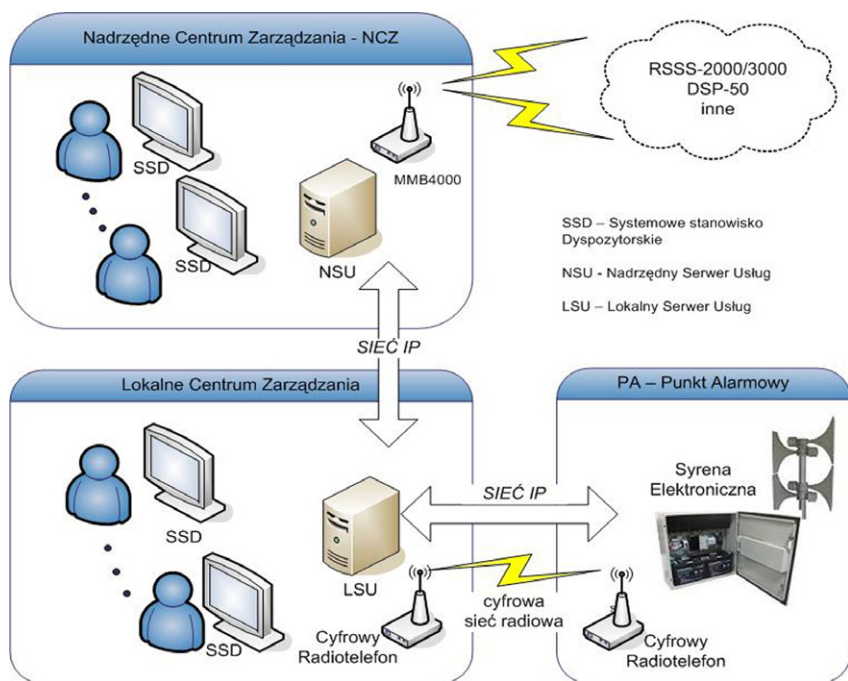 Nadrzędne Centrum Zarządzania - NCZ
RSSS-2000/3000
DSP-50
inne
SSD
MMB4000
SSD
NSU
SSD – Systemowe stanowisko
Dyspozytorskie
NSU - Nadrzędny Serwer Usług
LSU – Lokalny Serwer Usług
SIEĆ IP
Lokalne Centrum Zarządzania
PA – Punkt Alarmowy
Syrena
Elektroniczna
SIEĆ IP
SSD
LSU
cyfrowa
sieć radiowa
SSD
Cyfrowy
Radiotelefon
Cyfrowy
Radiotelefon